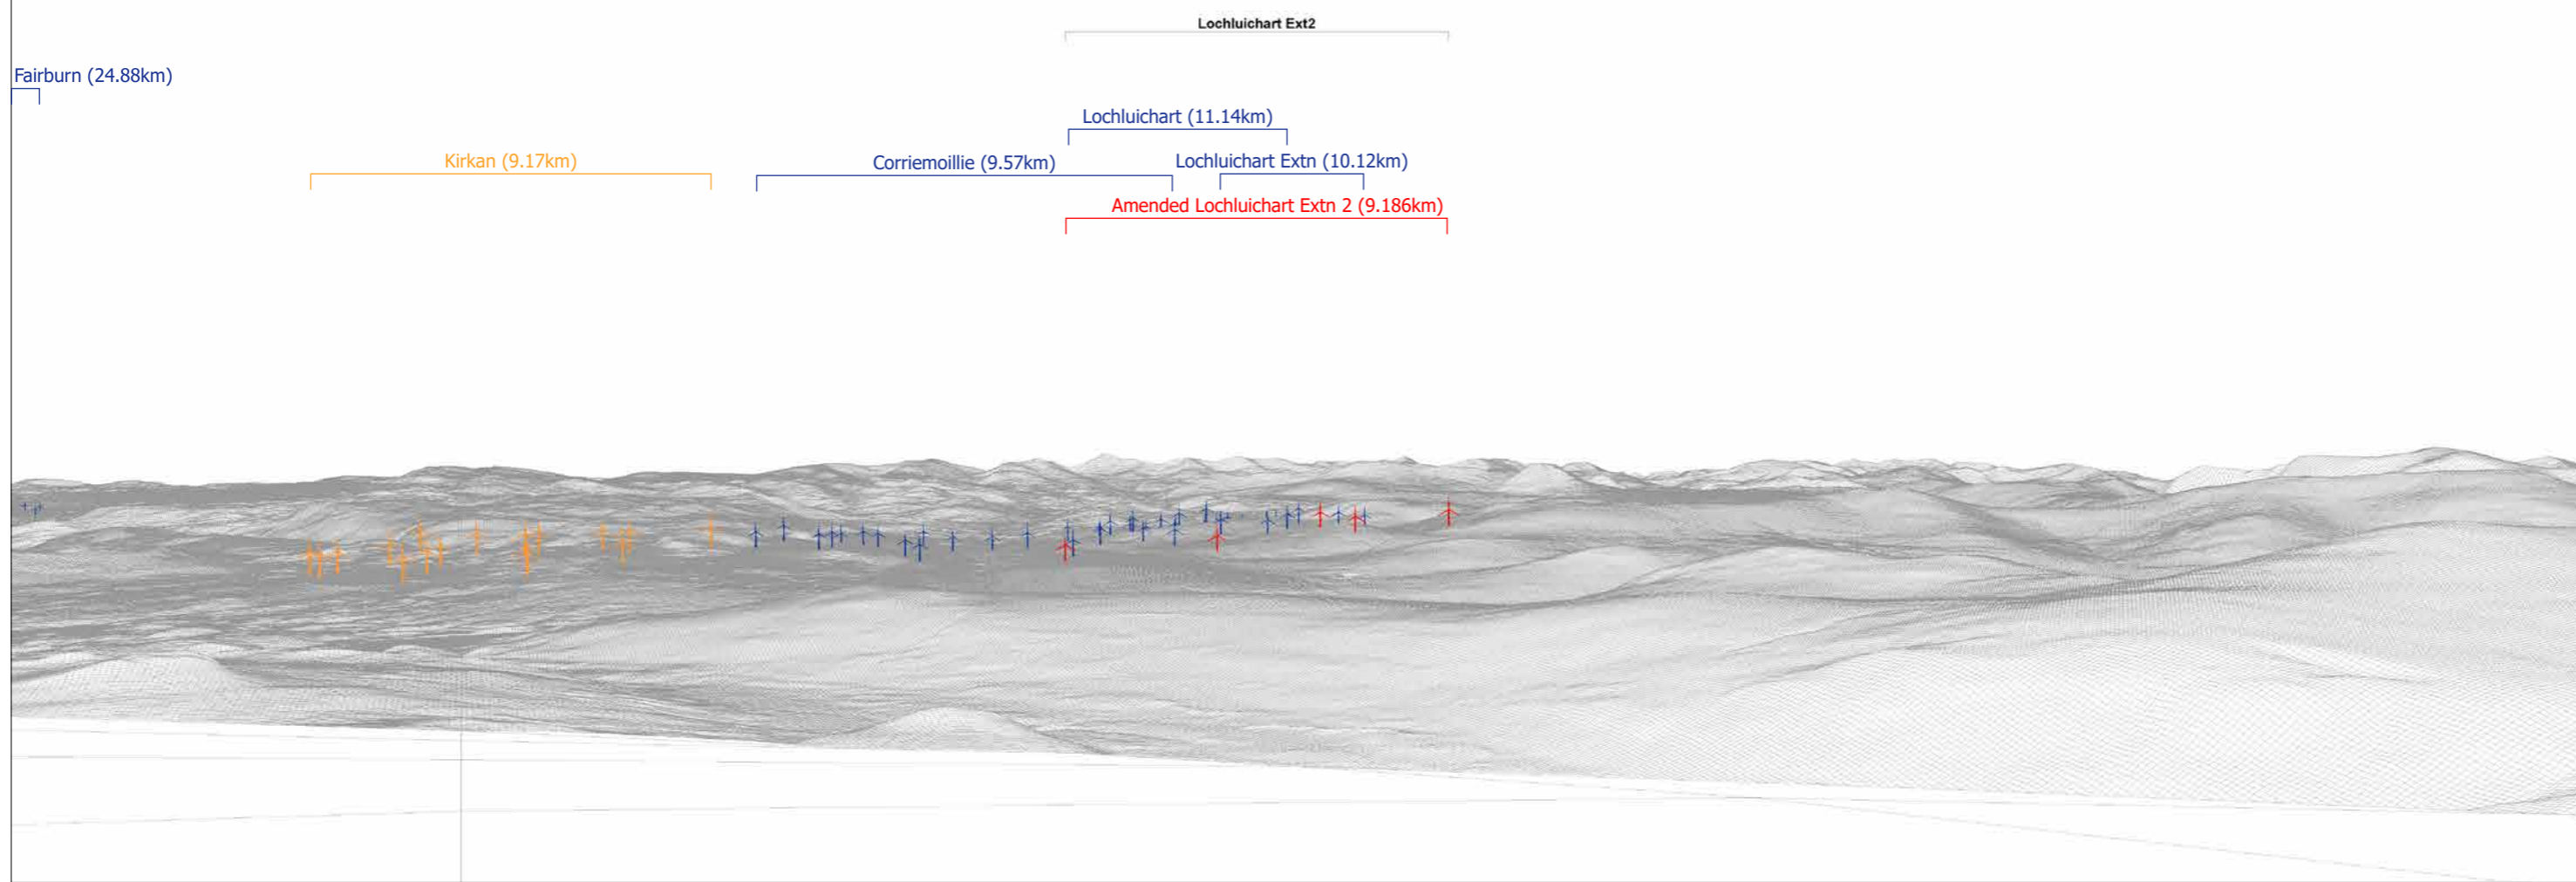 Lochluichart Ext2
Fairburn (24.88km)
Lochluichart (11.14km)
Kirkan (9.17km)
Corriemoillie (9.57km)
Lochluichart Extn (10.12km)
Amended Lochluichart Extn 2 (9.186km)